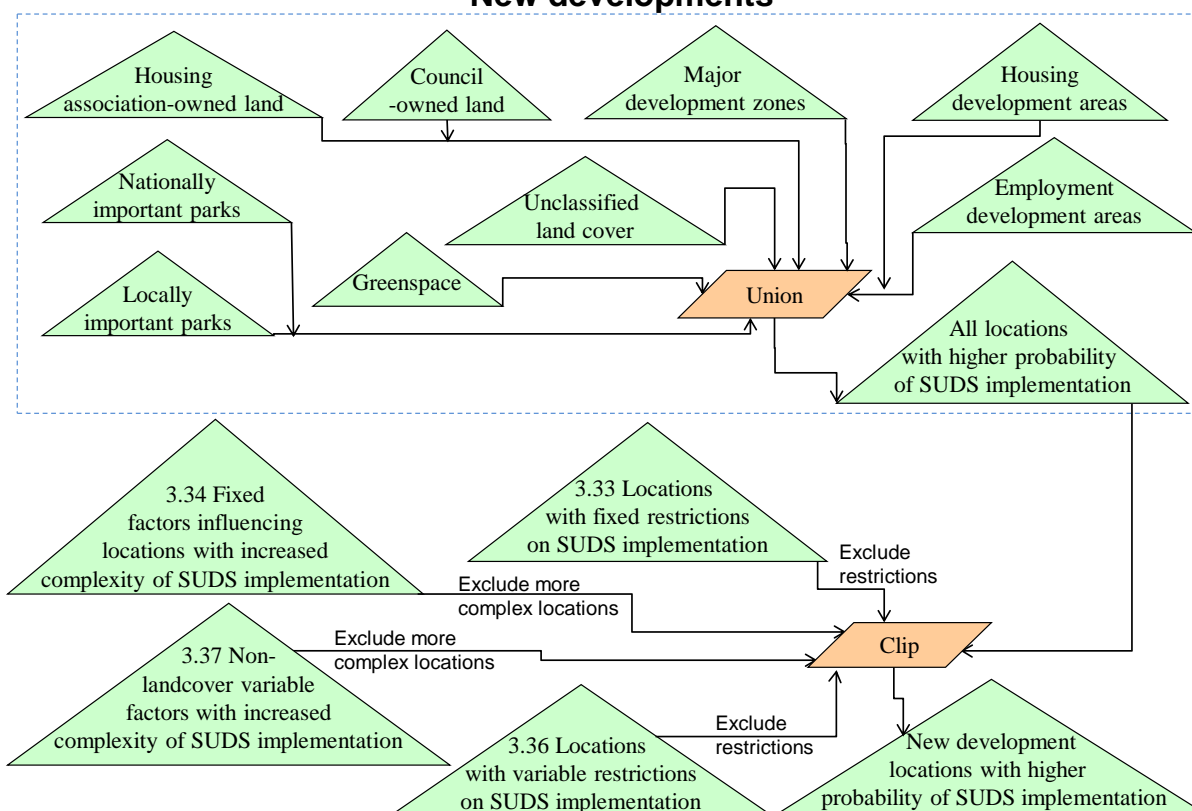 New developments
Housing
association-owned land
Council
-owned land
Major
development zones
Housing
development areas
Nationally
important parks
Unclassified
land cover
Employment
development areas
Greenspace
Locally
important parks
Union
All locations
with higher probability
of SUDS implementation
3.34 Fixed
factors influencing
locations with increased
complexity of SUDS implementation
3.33 Locations
with fixed restrictions
on SUDS implementation
Exclude
restrictions
Exclude more
complex locations
Exclude more
complex locations
Clip
3.37 Non-
landcover variable
factors with increased
complexity of SUDS implementation
Exclude
restrictions
3.36 Locations
with variable restrictions
on SUDS implementation
New development
locations with higher
probability of SUDS implementation